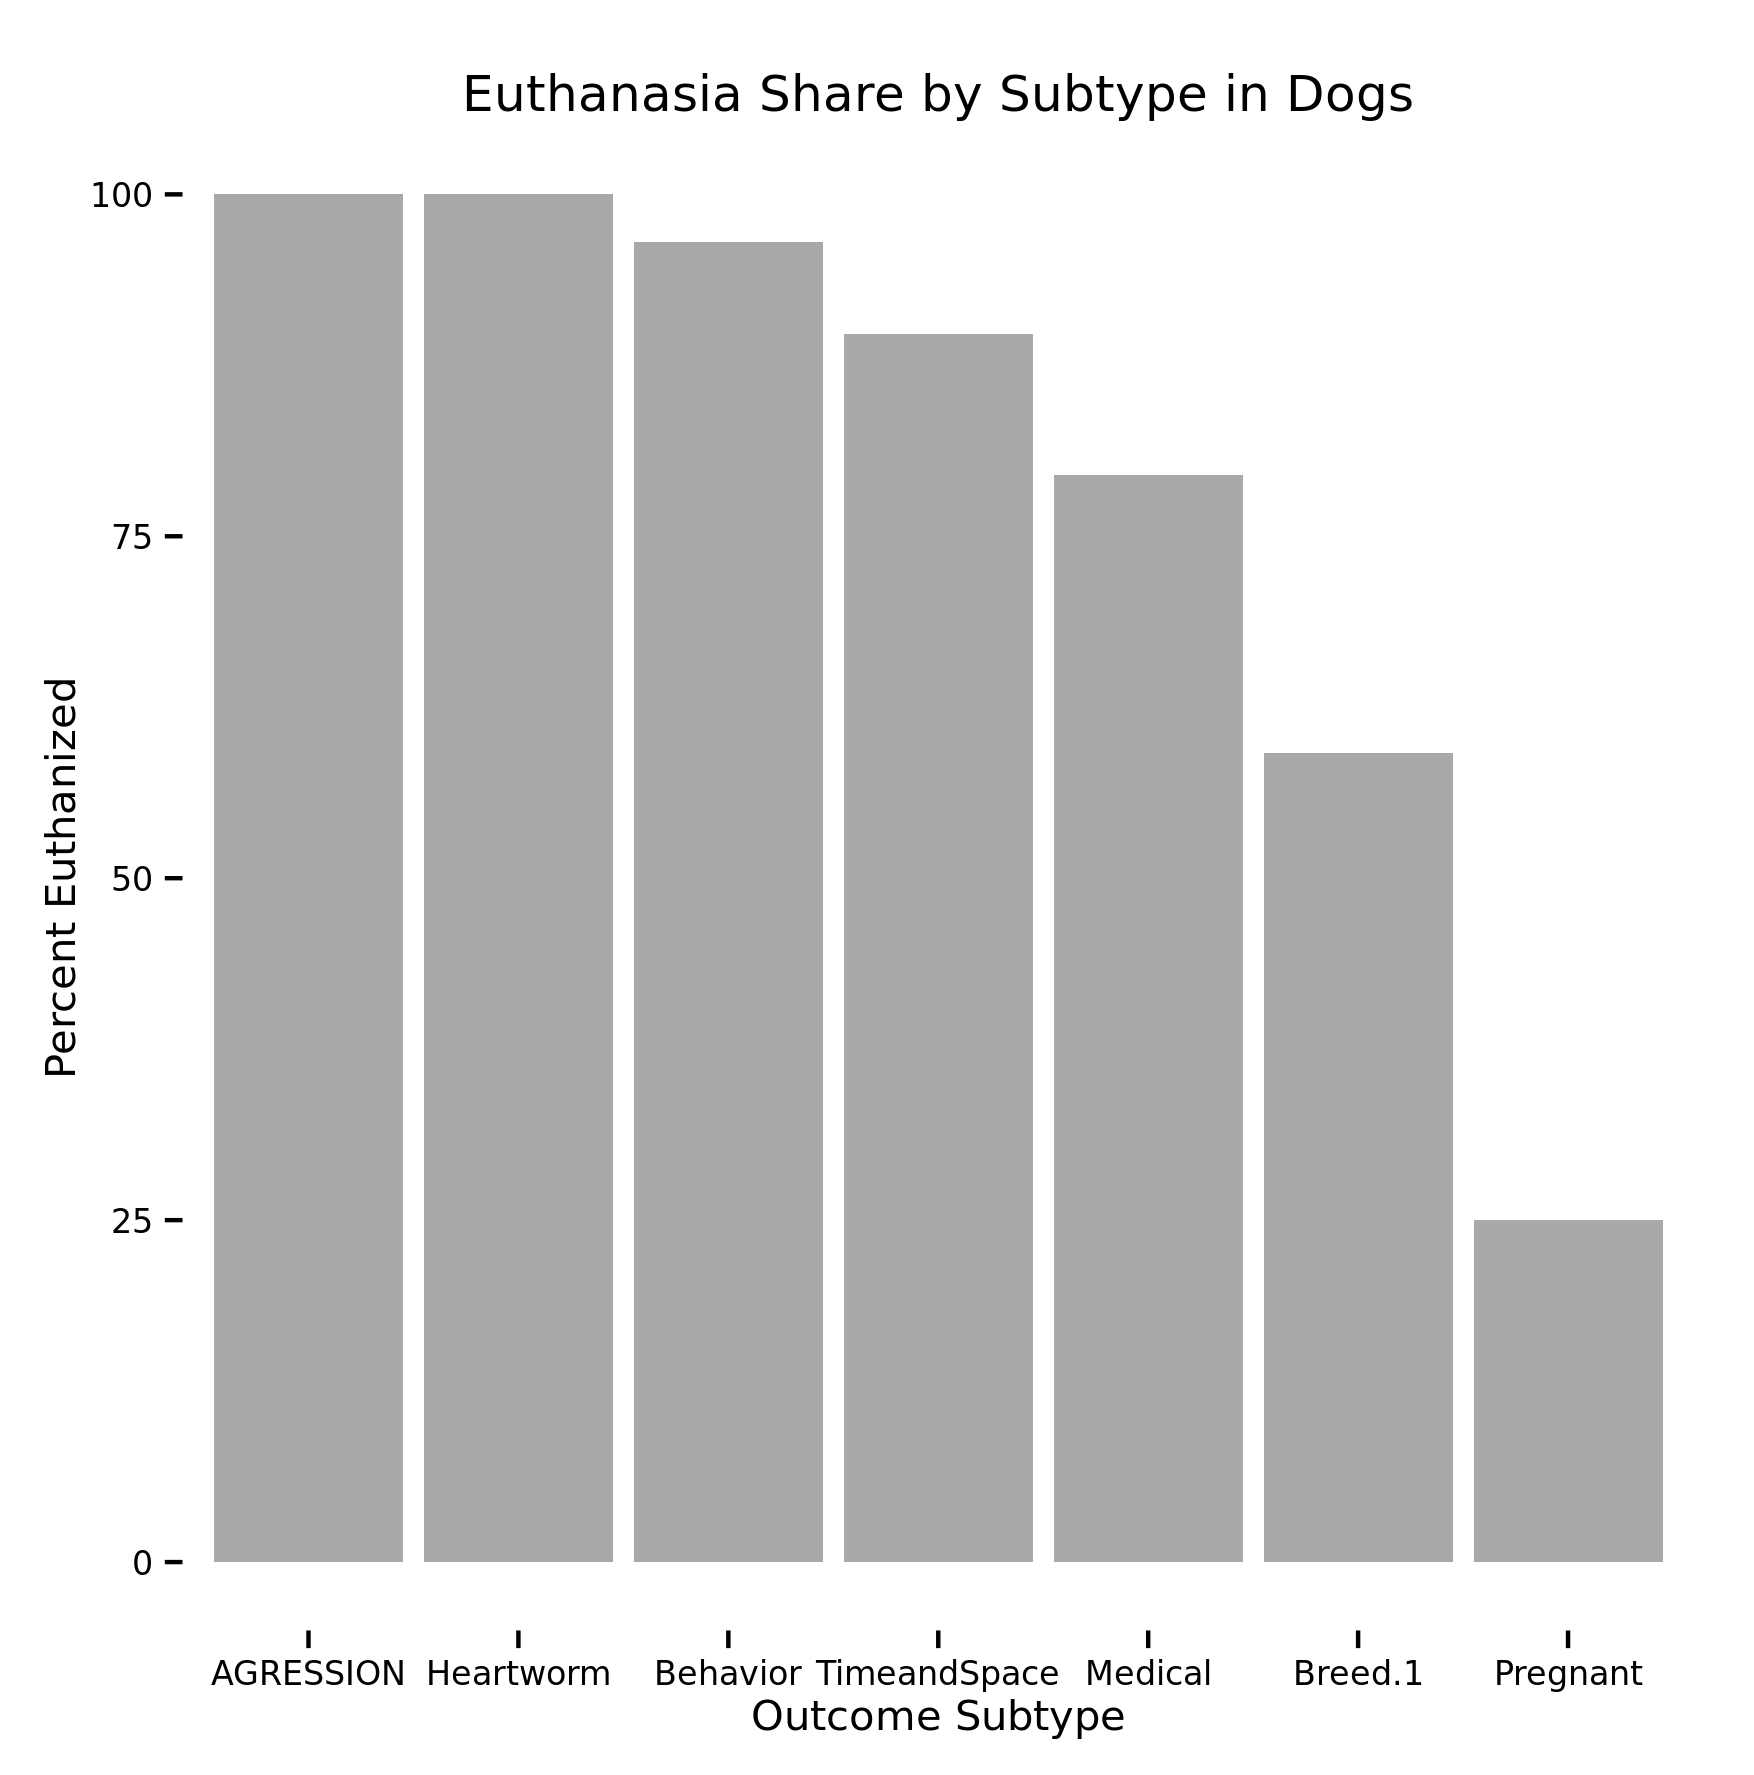 Euthanasia Share by Subtype in Dogs
100
75
50
25
0
Percent Euthanized
AGRESSION Heartworm Behavior TimeandSpace Medical Breed.1 Pregnant
Outcome Subtype